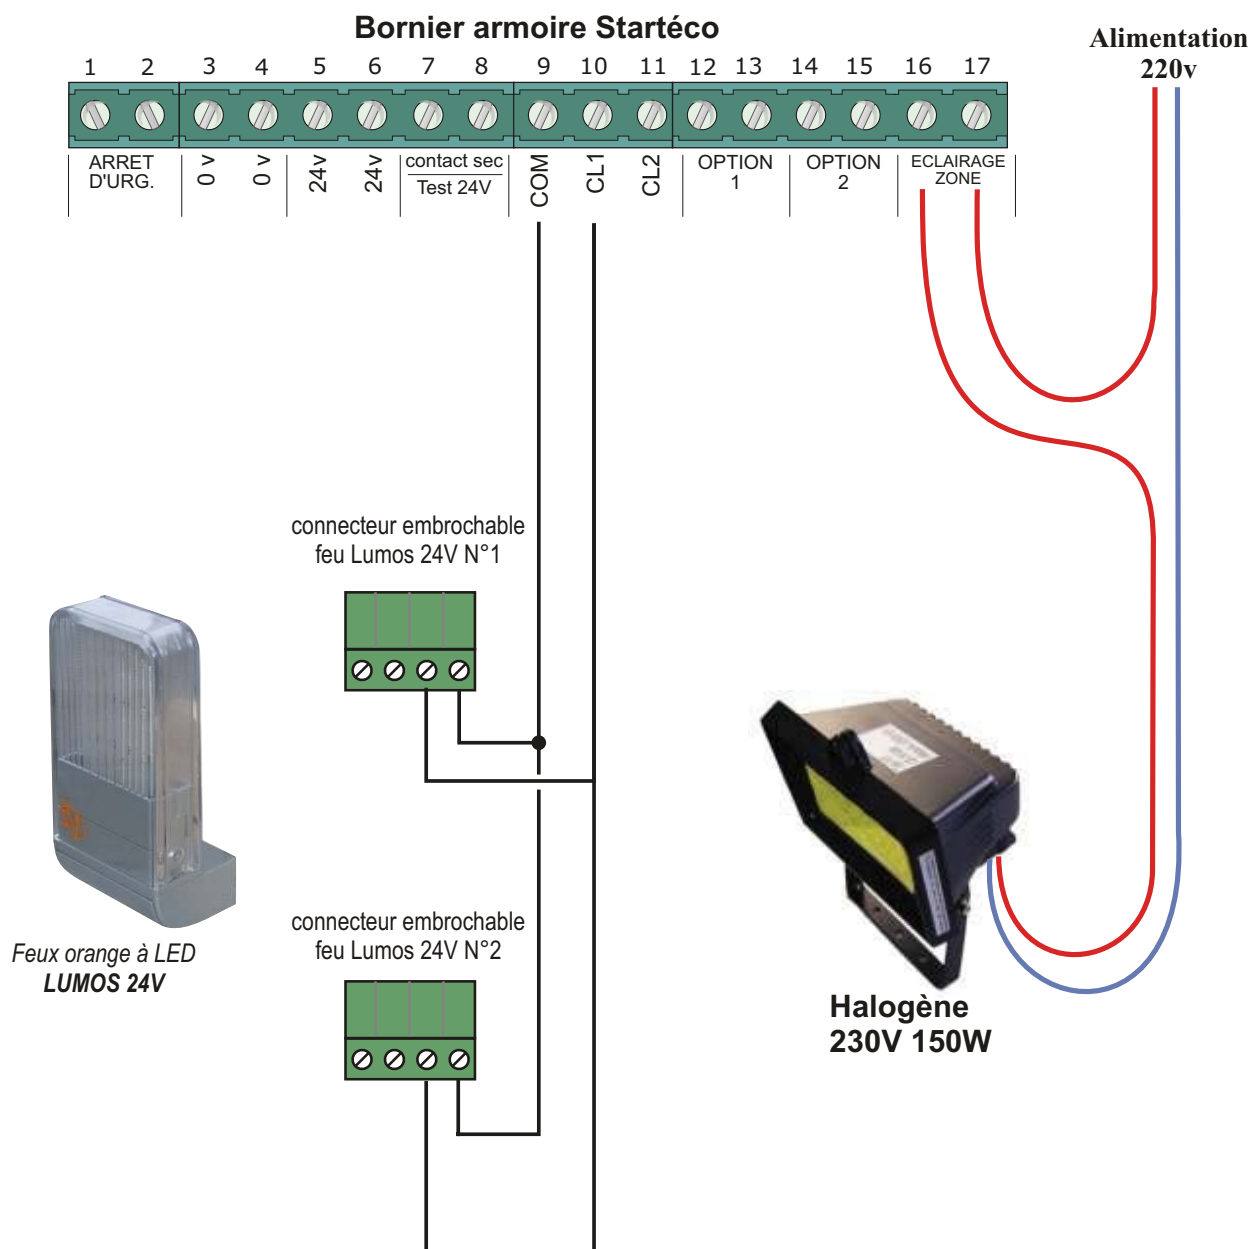 Bornier armoire Startéco
Alimentation
220v
1 2 3 4 5 6 7 8 9 10 11 12 13 14 15 16 17
ARRET
D'URG.
0 v
0 v
24v
24v
contact sec
Test 24V
COM
CL1
CL2
OPTION
1
OPTION
2
ECLAIRAGE
ZONE
connecteur embrochable
feu Lumos 24V N°1
Feux orange à LED
LUMOS 24V
connecteur embrochable
feu Lumos 24V N°2
Halogène
230V 150W